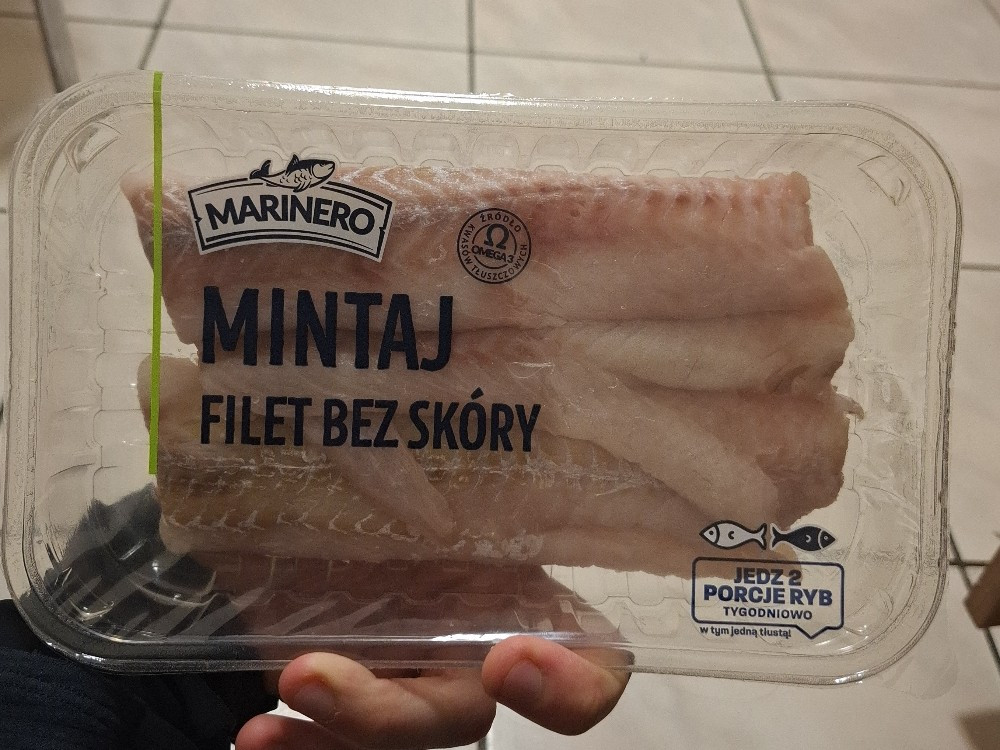 MARINERO
ŹRÓDŁO
Ω
OMEGA 3
KWASÓW TŁUSZCZOWYCH
MINTAJ
FILET BEZ SKÓRY
JEDZ 2
PORCJE RYB
TYGODNIOWO
w tym jedną tłustą!